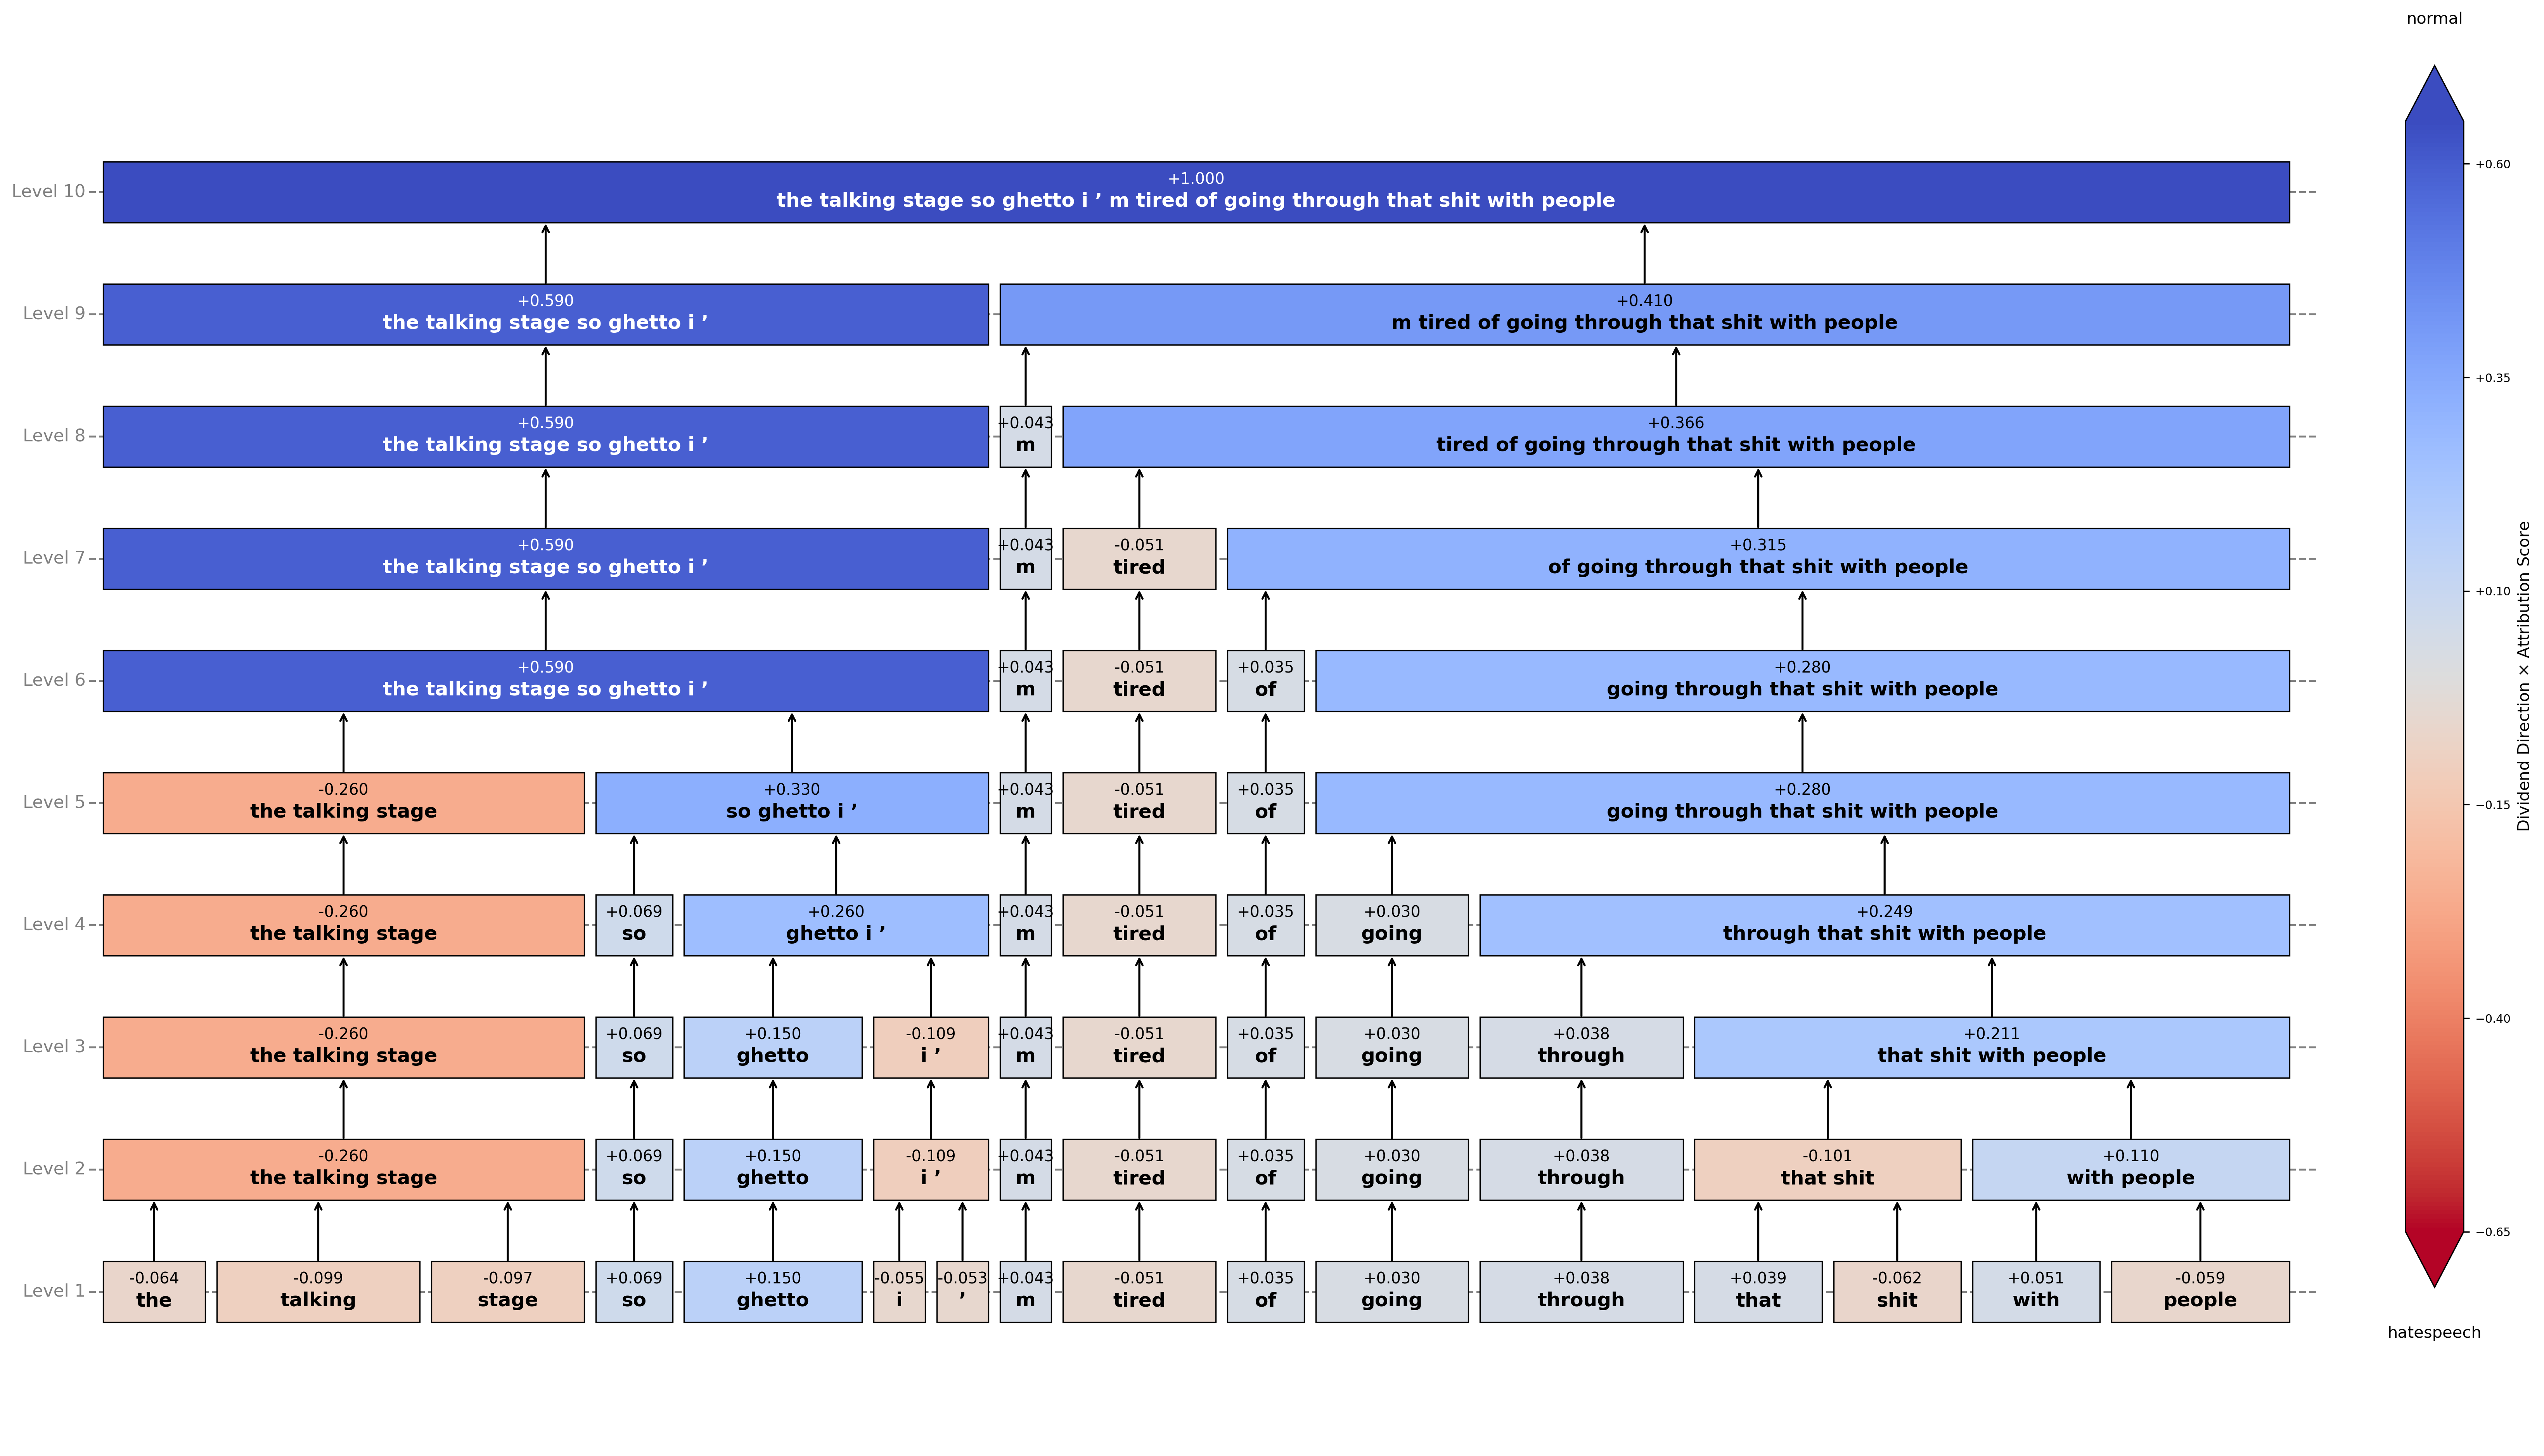 normal
Level 10
+1.000
the talking stage so ghetto i ’ m tired of going through that shit with people
Level 9
+0.590
the talking stage so ghetto i ’
+0.410
m tired of going through that shit with people
Level 8
+0.590
the talking stage so ghetto i ’
+0.043
m
+0.366
tired of going through that shit with people
Level 7
+0.590
the talking stage so ghetto i ’
+0.043
m
-0.051
tired
+0.315
of going through that shit with people
Level 6
+0.590
the talking stage so ghetto i ’
+0.043
m
-0.051
tired
+0.035
of
+0.280
going through that shit with people
Level 5
-0.260
the talking stage
+0.330
so ghetto i ’
+0.043
m
-0.051
tired
+0.035
of
+0.280
going through that shit with people
Level 4
-0.260
the talking stage
+0.069
so
+0.260
ghetto i ’
+0.043
m
-0.051
tired
+0.035
of
+0.030
going
+0.249
through that shit with people
Level 3
-0.260
the talking stage
+0.069
so
+0.150
ghetto
-0.109
i ’
+0.043
m
-0.051
tired
+0.035
of
+0.030
going
+0.038
through
+0.211
that shit with people
Level 2
-0.260
the talking stage
+0.069
so
+0.150
ghetto
-0.109
i ’
+0.043
m
-0.051
tired
+0.035
of
+0.030
going
+0.038
through
-0.101
that shit
+0.110
with people
Level 1
-0.064
the
-0.099
talking
-0.097
stage
+0.069
so
+0.150
ghetto
-0.055
i
-0.053
’
+0.043
m
-0.051
tired
+0.035
of
+0.030
going
+0.038
through
+0.039
that
-0.062
shit
+0.051
with
-0.059
people
+0.60
+0.35
+0.10
−0.15
−0.40
−0.65
Dividend Direction × Attribution Score
hatespeech